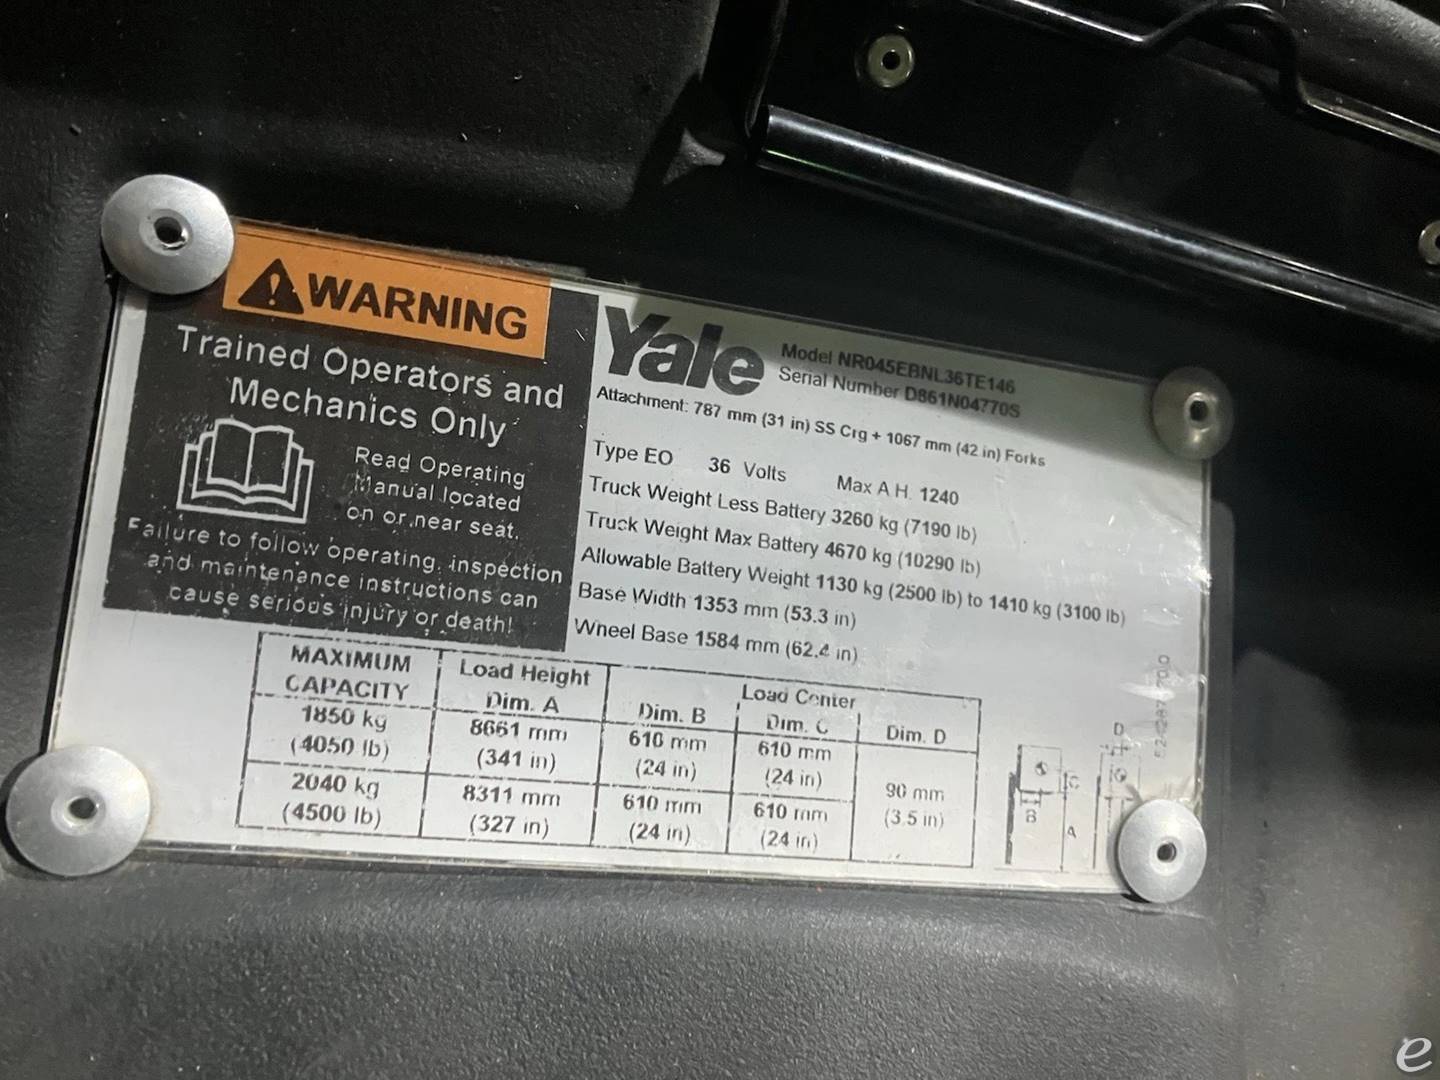 WARNING
Trained Operators and
Mechanics Only
Read Operating
Manual located
on or near seat.
Failure to follow operating, inspection
and maintenance instructions can
cause serious injury or death!
Yale
Model NR045EBNL36TE146
Serial Number D861N04770S
Attachment: 787 mm (31 in) SS Crg + 1067 mm (42 in) Forks
Type EO 36 Volts Max A H. 1240
Truck Weight Less Battery 3260 kg (7190 lb)
Truck Weight Max Battery 4670 kg (10290 lb)
Allowable Battery Weight 1130 kg (2500 lb) to 1410 kg (3100 lb)
Base Width 1353 mm (53.3 in)
Wheel Base 1584 mm (62.4 in)
MAXIMUM CAPACITY
Load Height Dim. A
Load Center
Dim. B Dim. C Dim. D
1850 kg 8661 mm 610 mm 610 mm
(4050 lb) (341 in) (24 in) (24 in)
2040 kg 8311 mm 610 mm 610 mm
(4500 lb) (327 in) (24 in) (24 in)
90 mm
(3.5 in)
D
C
B
A
e